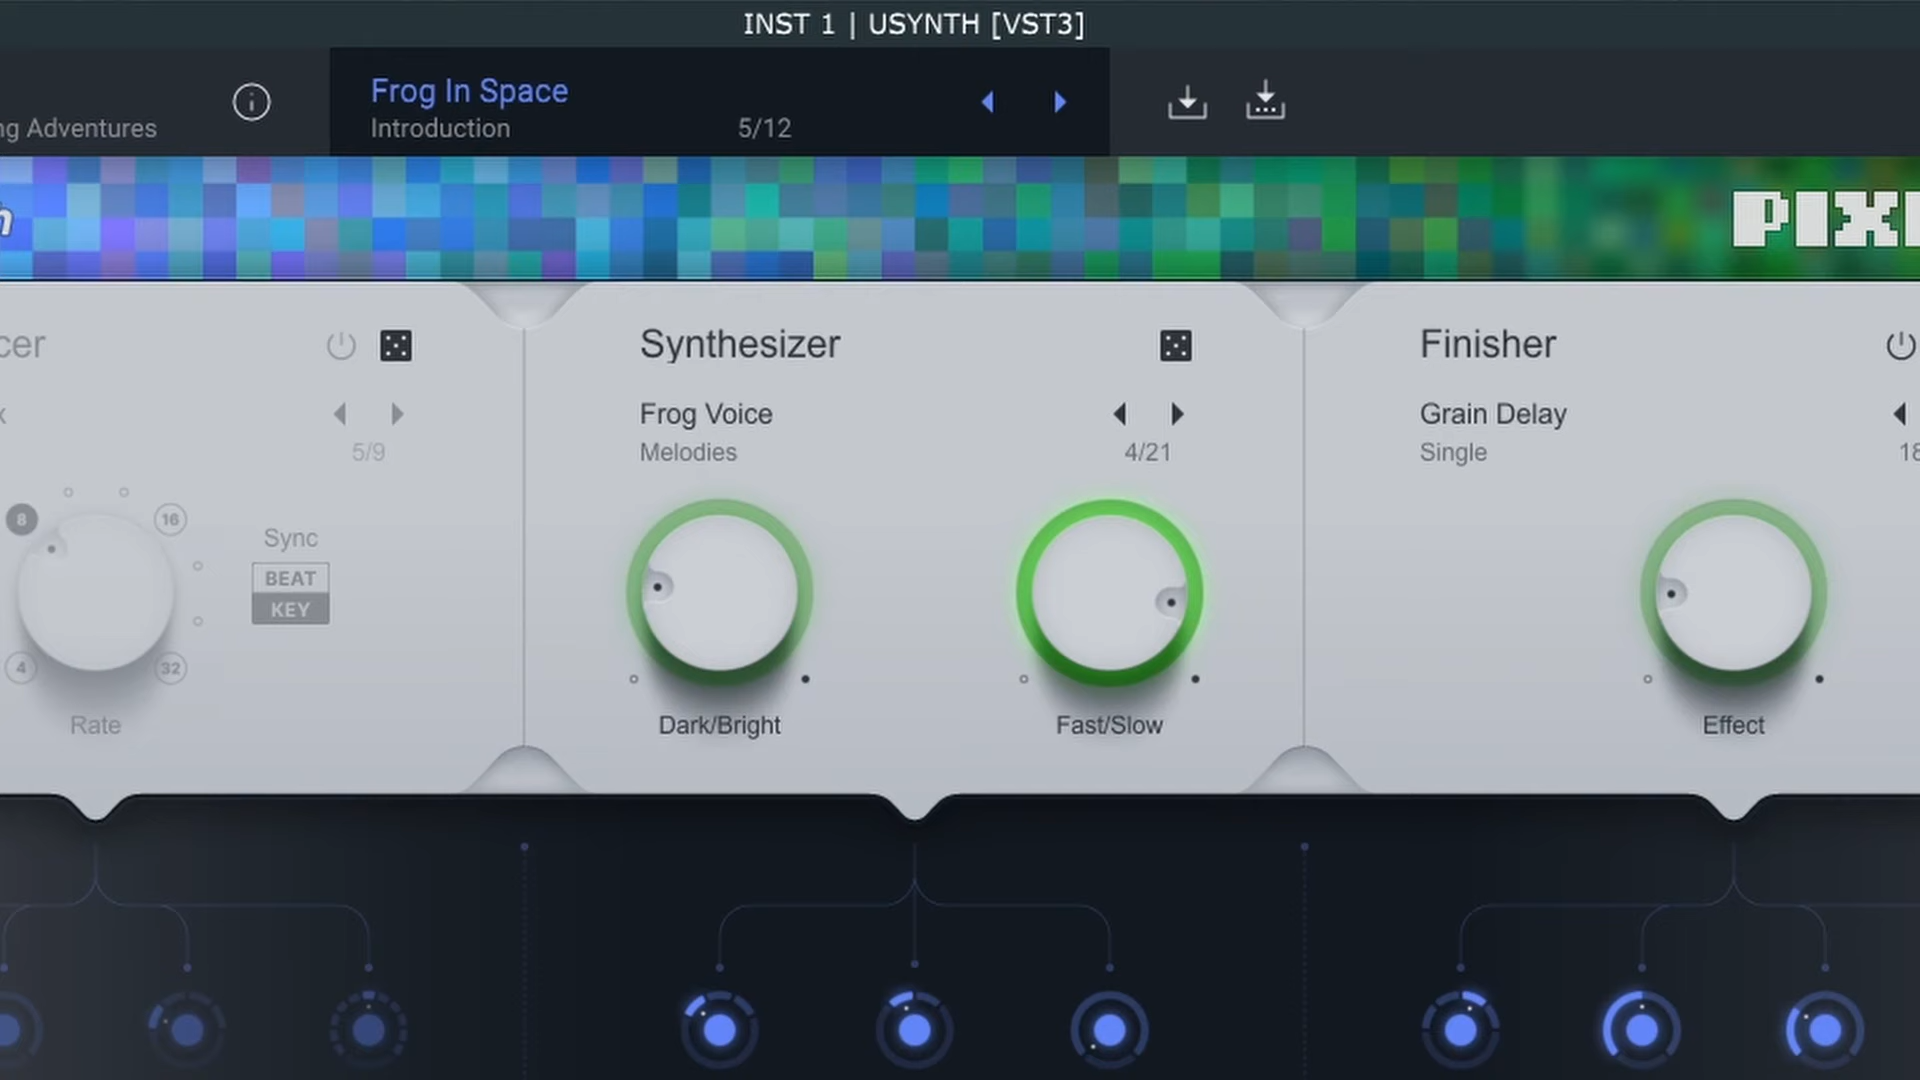 INST 1 | USYNTH [VST3]
Frog In Space
ng Adventures
Introduction 5/12
h
PIX
cer
Synthesizer
Finisher
x
Frog Voice
Grain Delay
5/9
Melodies
4/21
Single
18
8
16
Sync
BEAT
KEY
4
32
Rate
Dark/Bright
Fast/Slow
Effect